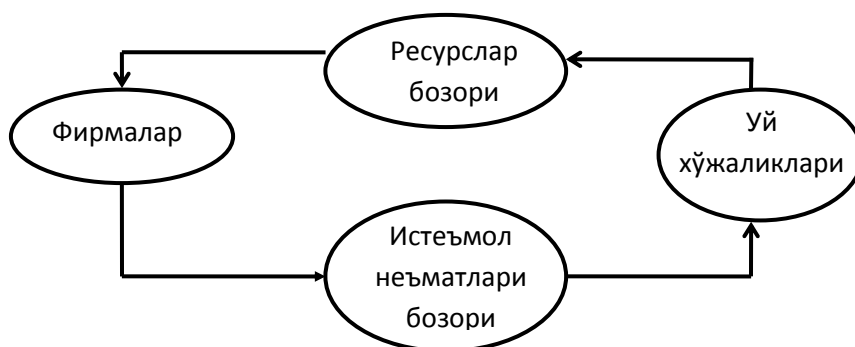 Ресурслар
бозори
Фирмалар
Уй
хўжаликлари
Истеъмол
неъматлари
бозори